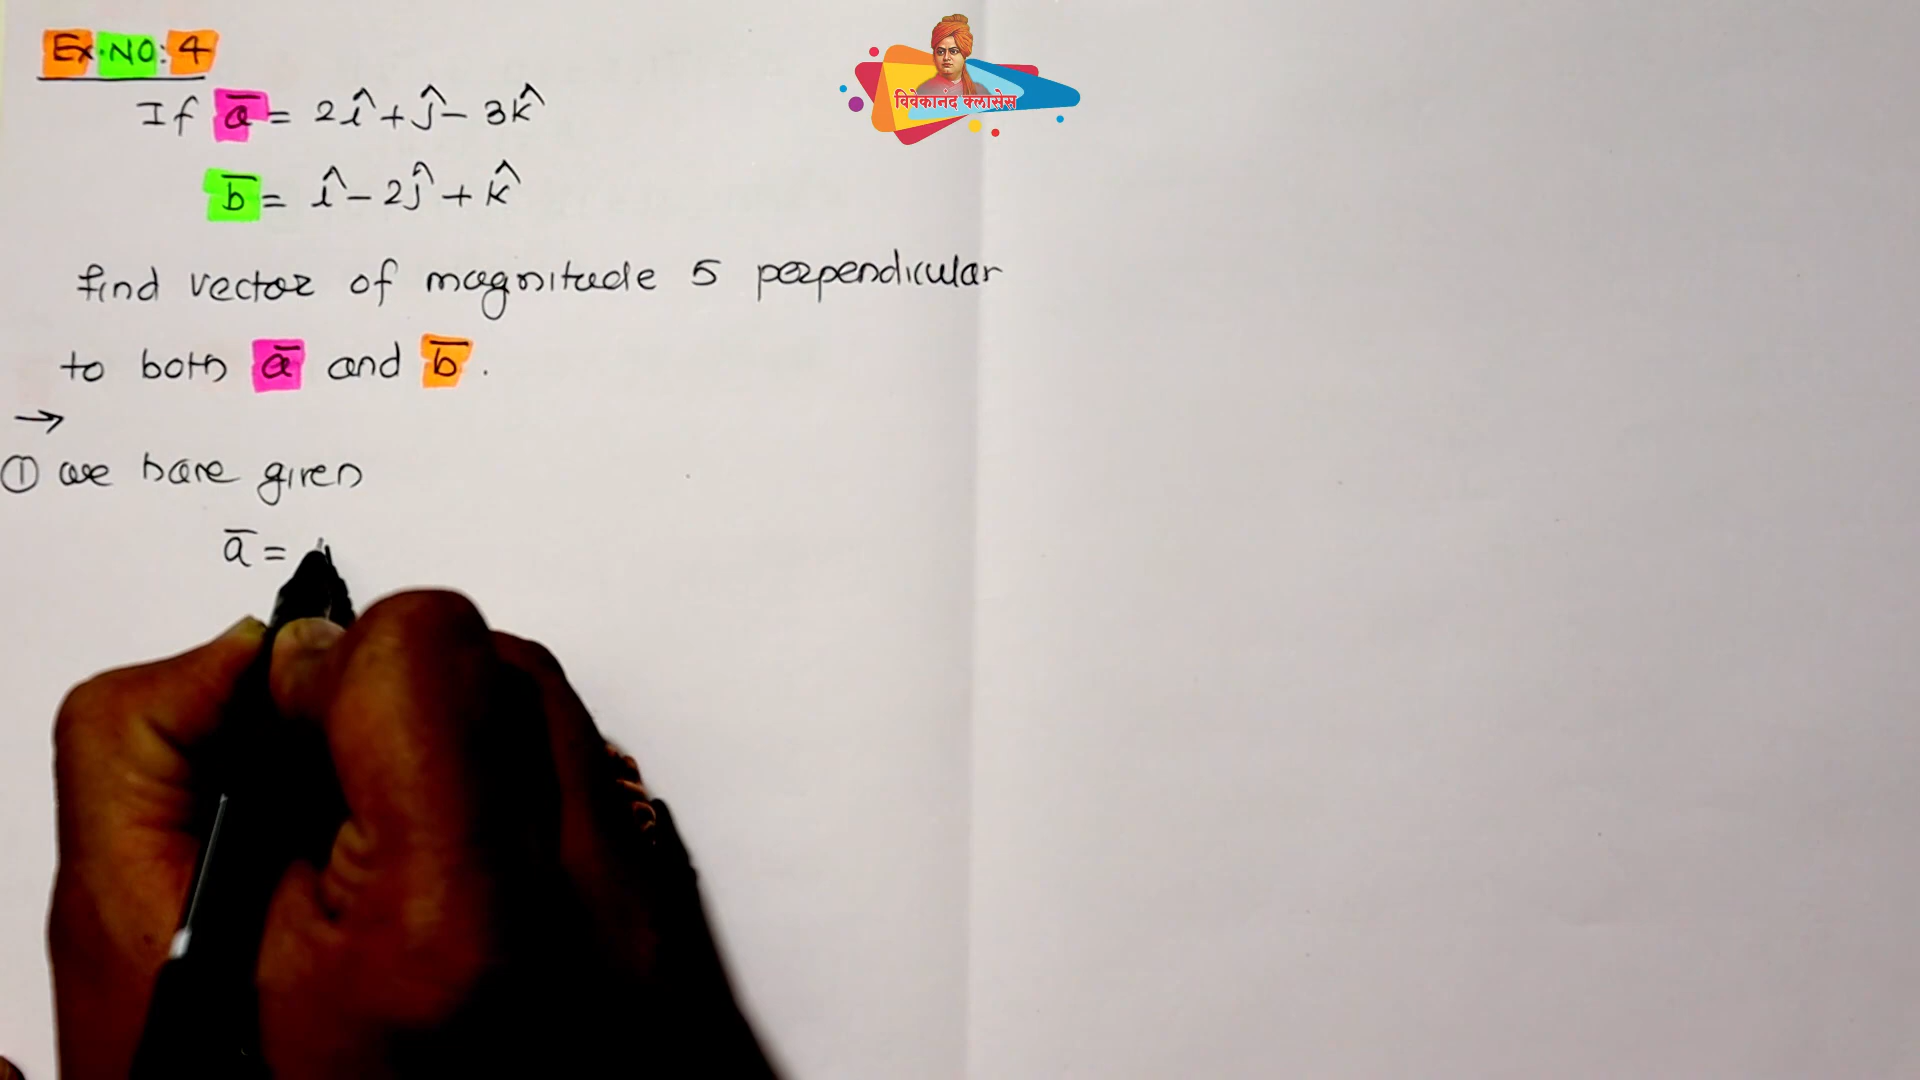 Ex.NO: 4
विवेकानंद क्लासेस
If a̅ = 2î + ĵ - 3k̂
b̅ = î - 2ĵ + k̂
find vector of magnitude 5 perpendicular
to both a̅ and b̅.
→
① we have given
a̅ =